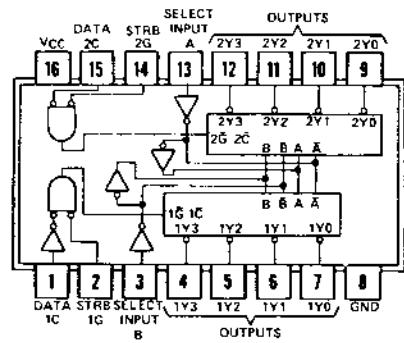 DATA 2C
STRB 2G
SELECT INPUT A
OUTPUTS
VCC
2Y3 2Y2 2Y1 2Y0
16 15 14 13 12 11 10 9
2Y3 2Y2 2Y1 2Y0
2G̅ 2C̅
B B̅ A A̅
B B̅ A A̅
1G̅ 1C̅
1Y3 1Y2 1Y1 1Y0
1 2 3 4 5 6 7 8
DATA 1C
STRB 1G
SELECT INPUT B
1Y3 1Y2 1Y1 1Y0
OUTPUTS
GND